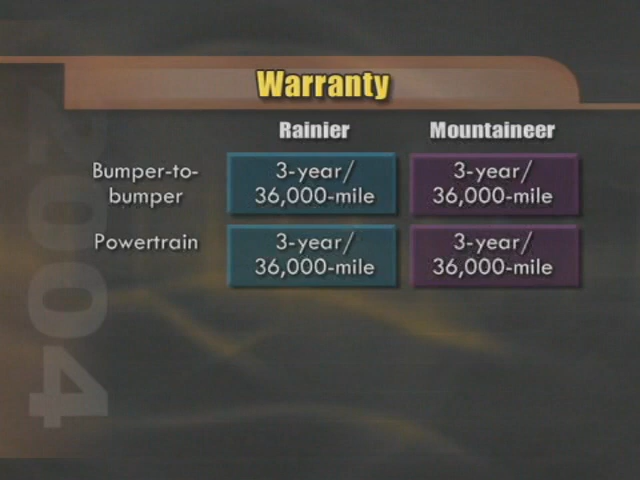 Warranty
Rainier Mountaineer
Bumper-to-
bumper
3-year/
36,000-mile
3-year/
36,000-mile
Powertrain
3-year/
36,000-mile
3-year/
36,000-mile
2004